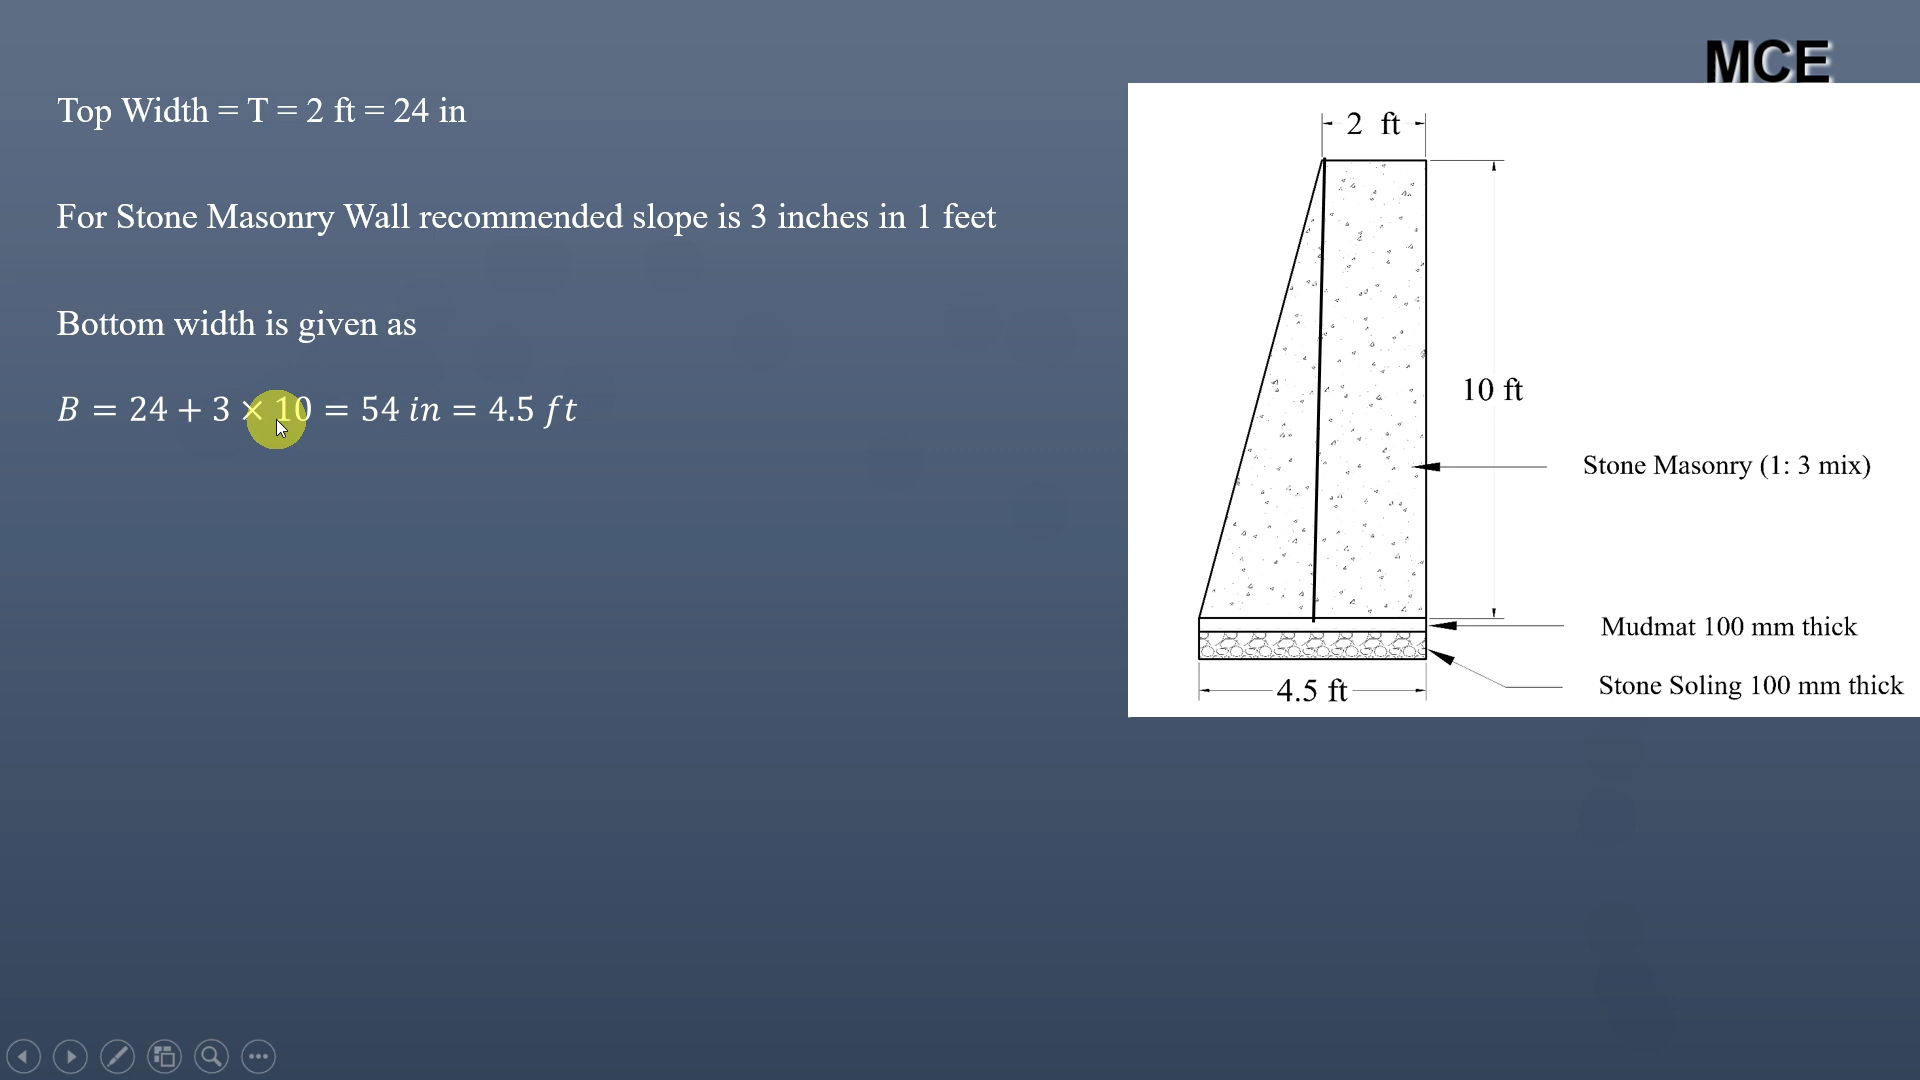 MCE
Top Width = T = 2 ft = 24 in
For Stone Masonry Wall recommended slope is 3 inches in 1 feet
Bottom width is given as
B = 24 + 3 × 10 = 54 in = 4.5 ft
2 ft
10 ft
Stone Masonry (1: 3 mix)
Mudmat 100 mm thick
Stone Soling 100 mm thick
4.5 ft